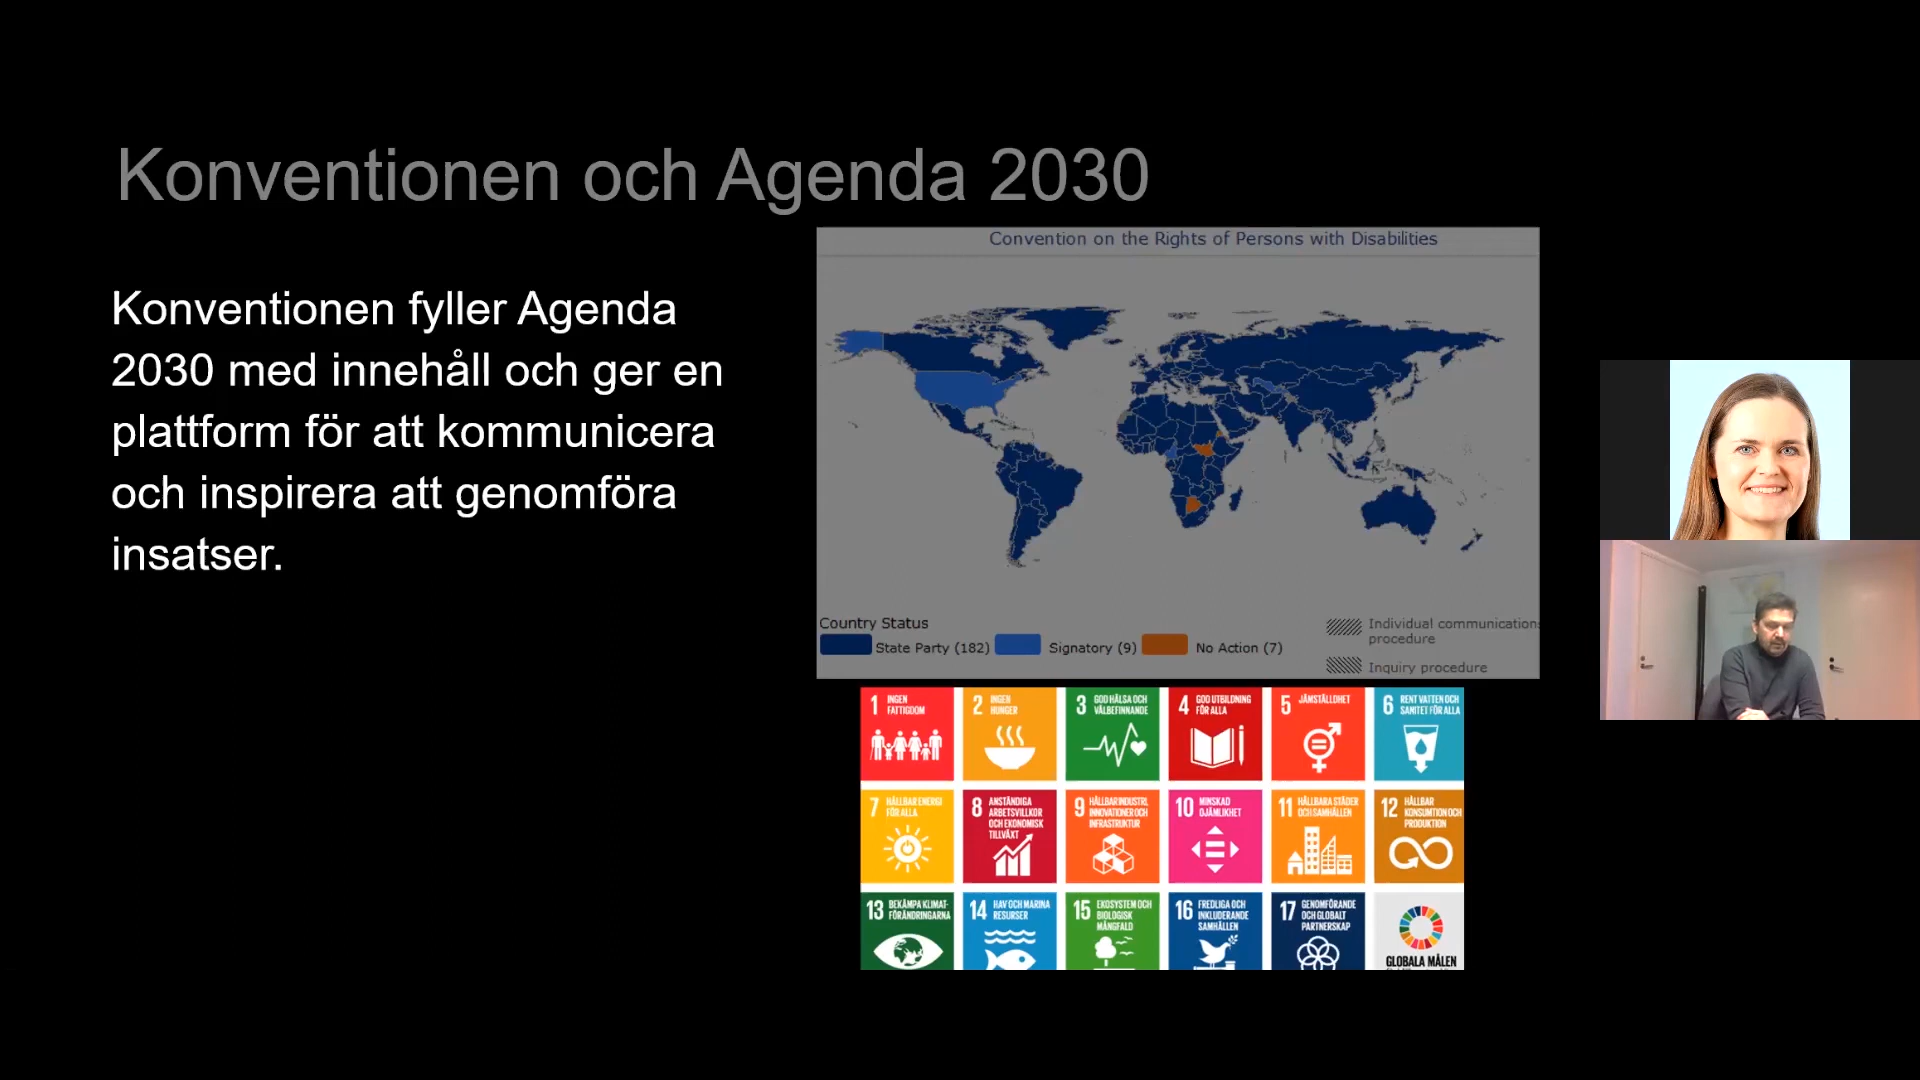 Konventionen och Agenda 2030
Konventionen fyller Agenda
2030 med innehåll och ger en
plattform för att kommunicera
och inspirera att genomföra
insatser.
Convention on the Rights of Persons with Disabilities
Country Status
State Party (182)
Signatory (9)
No Action (7)
Individual communications
procedure
Inquiry procedure
1 INGEN
FATTIGDOM
2 INGEN
HUNGER
3 GOD HÄLSA OCH
VÄLBEFINNANDE
4 GOD UTBILDNING
FÖR ALLA
5 JÄMSTÄLLDHET
6 RENT VATTEN OCH
SANITET FÖR ALLA
7 HÅLLBAR ENERGI
FÖR ALLA
8 ANSTÄNDIGA
ARBETSVILLKOR
OCH EKONOMISK
TILLVÄXT
9 HÅLLBAR INDUSTRI,
INNOVATIONER OCH
INFRASTRUKTUR
10 MINSKAD
OJÄMLIKHET
11 HÅLLBARA STÄDER
OCH SAMHÄLLEN
12 HÅLLBAR
KONSUMTION OCH
PRODUKTION
13 BEKÄMPA KLIMAT-
FÖRÄNDRINGARNA
14 HAV OCH MARINA
RESURSER
15 EKOSYSTEM OCH
BIOLOGISK
MÅNGFALD
16 FREDLIGA OCH
INKLUDERANDE
SAMHÄLLEN
17 GENOMFÖRANDE
OCH GLOBALT
PARTNERSKAP
GLOBALA MÅLEN